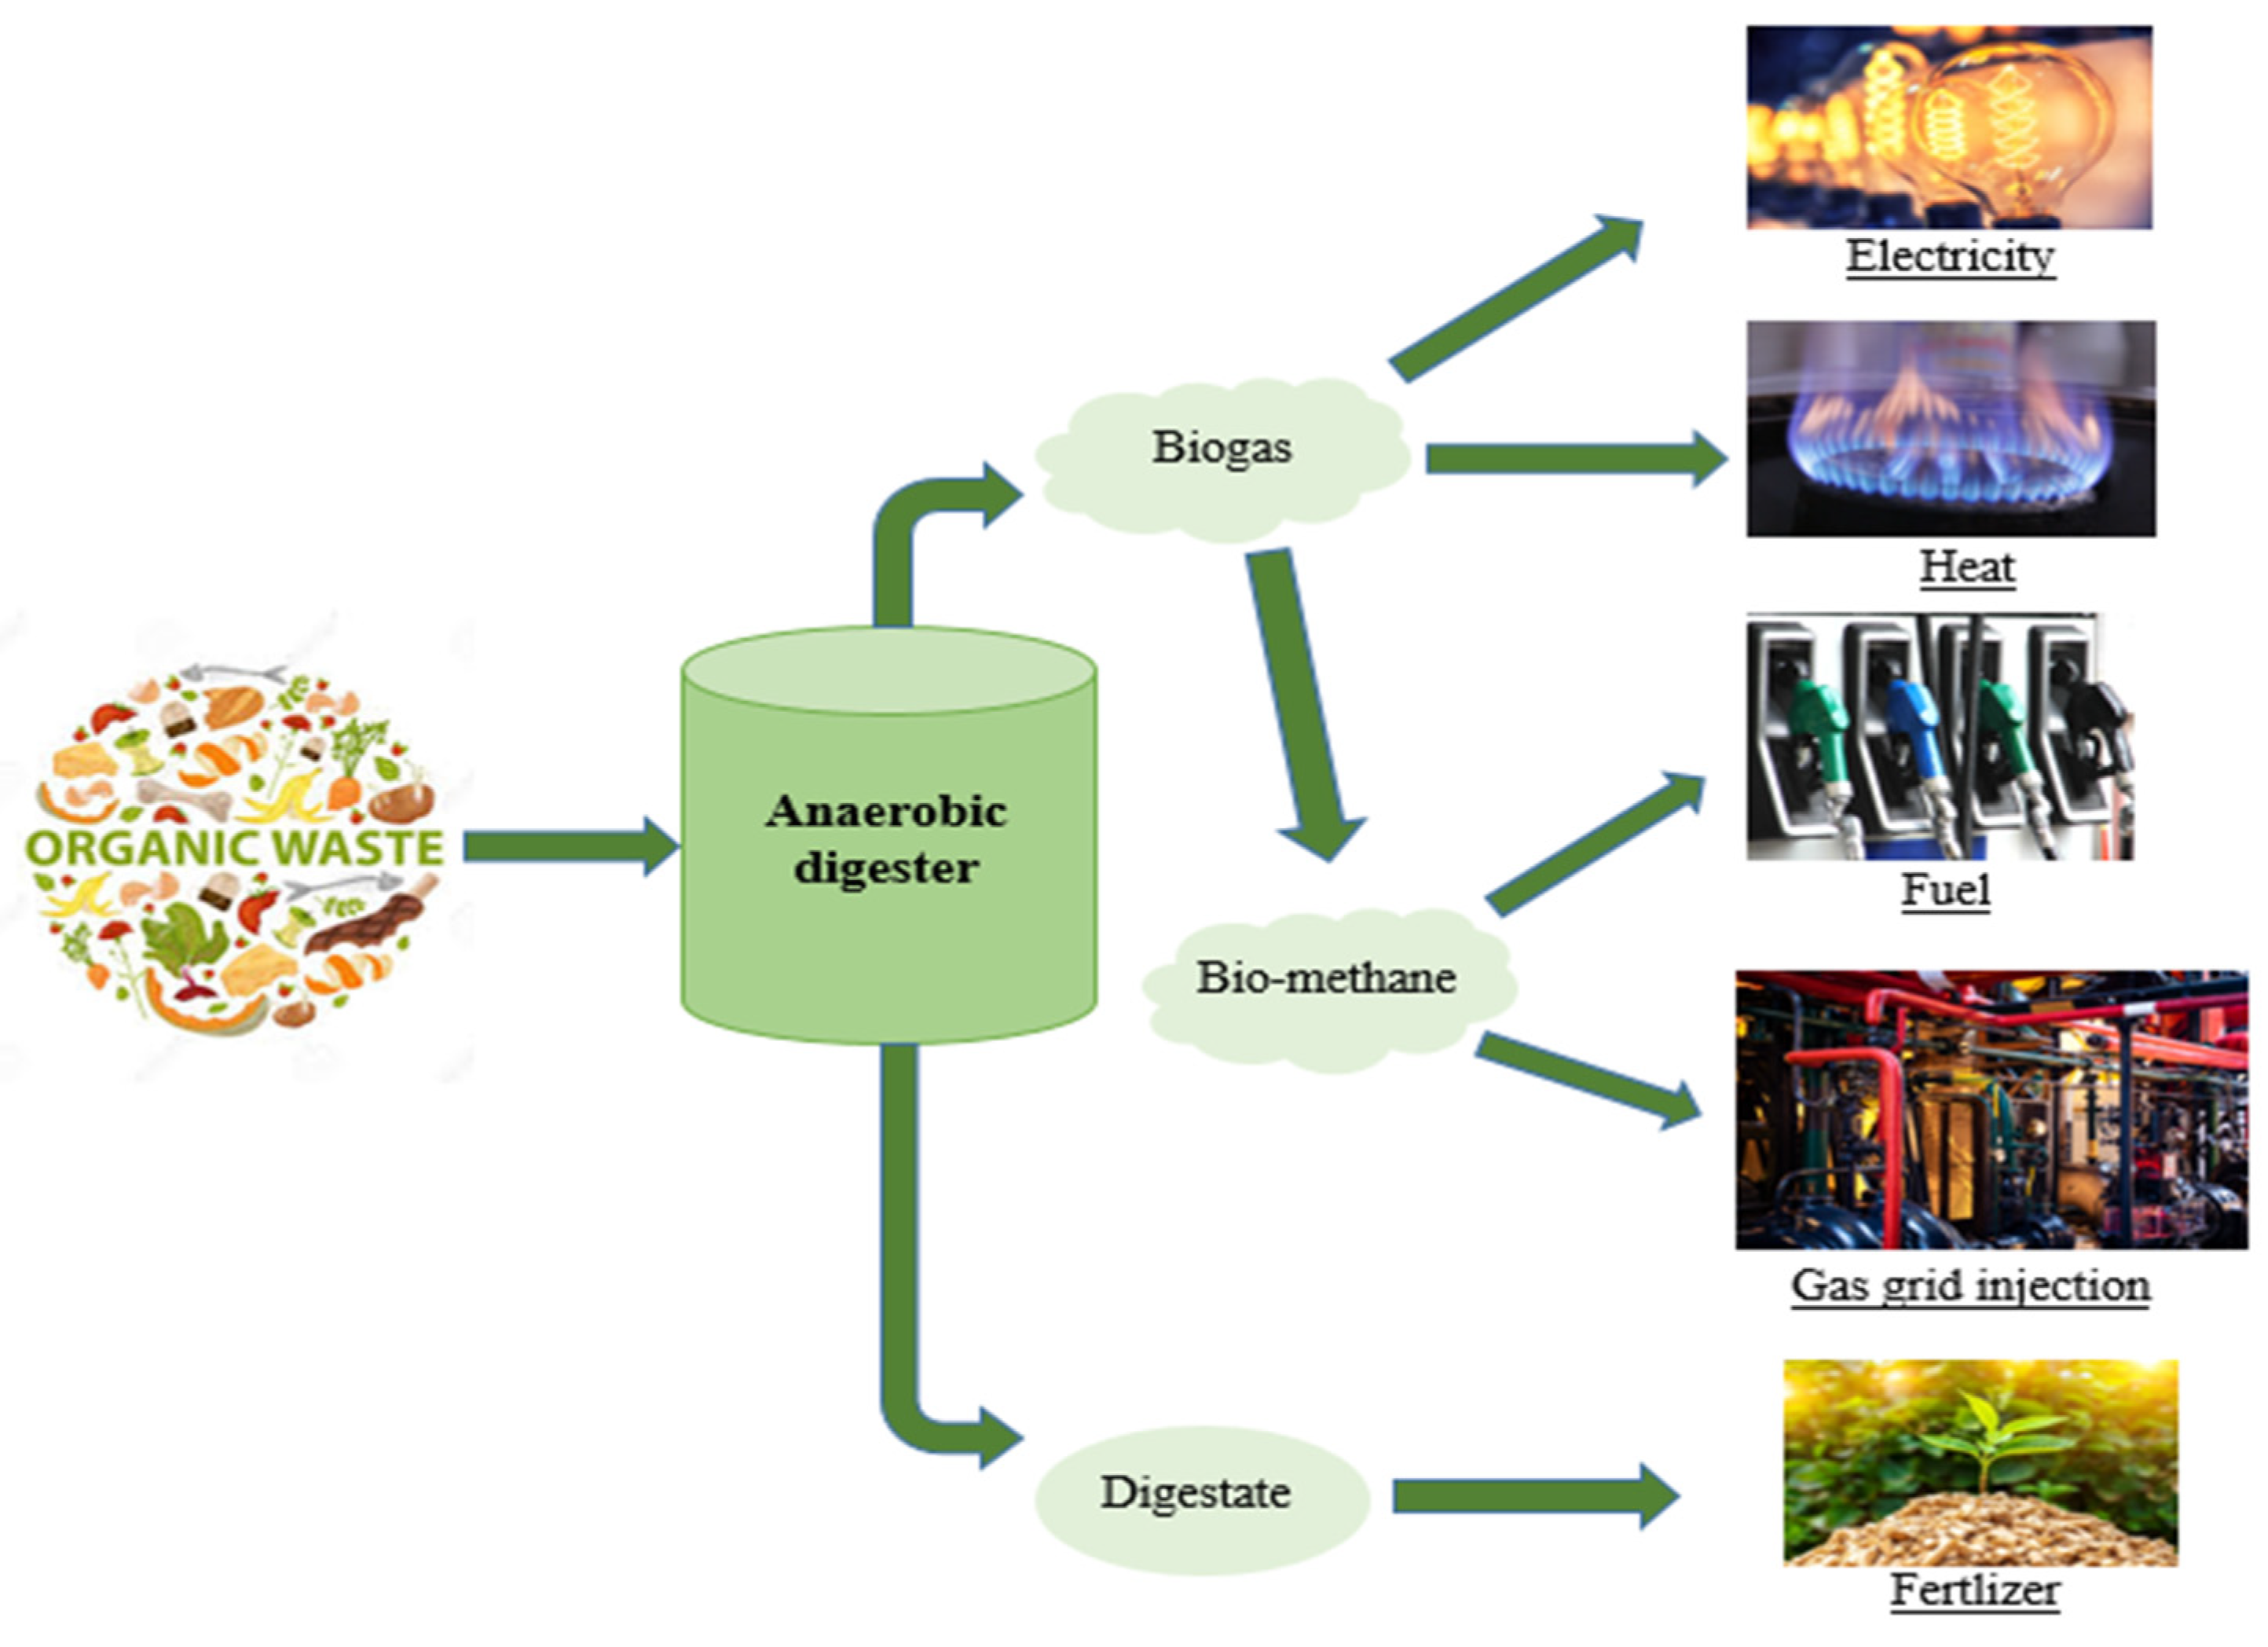 Electricity
Biogas
Heat
ORGANIC WASTE
Anaerobic
digester
Fuel
Bio-methane
Gas grid injection
Digestate
Fertlizer